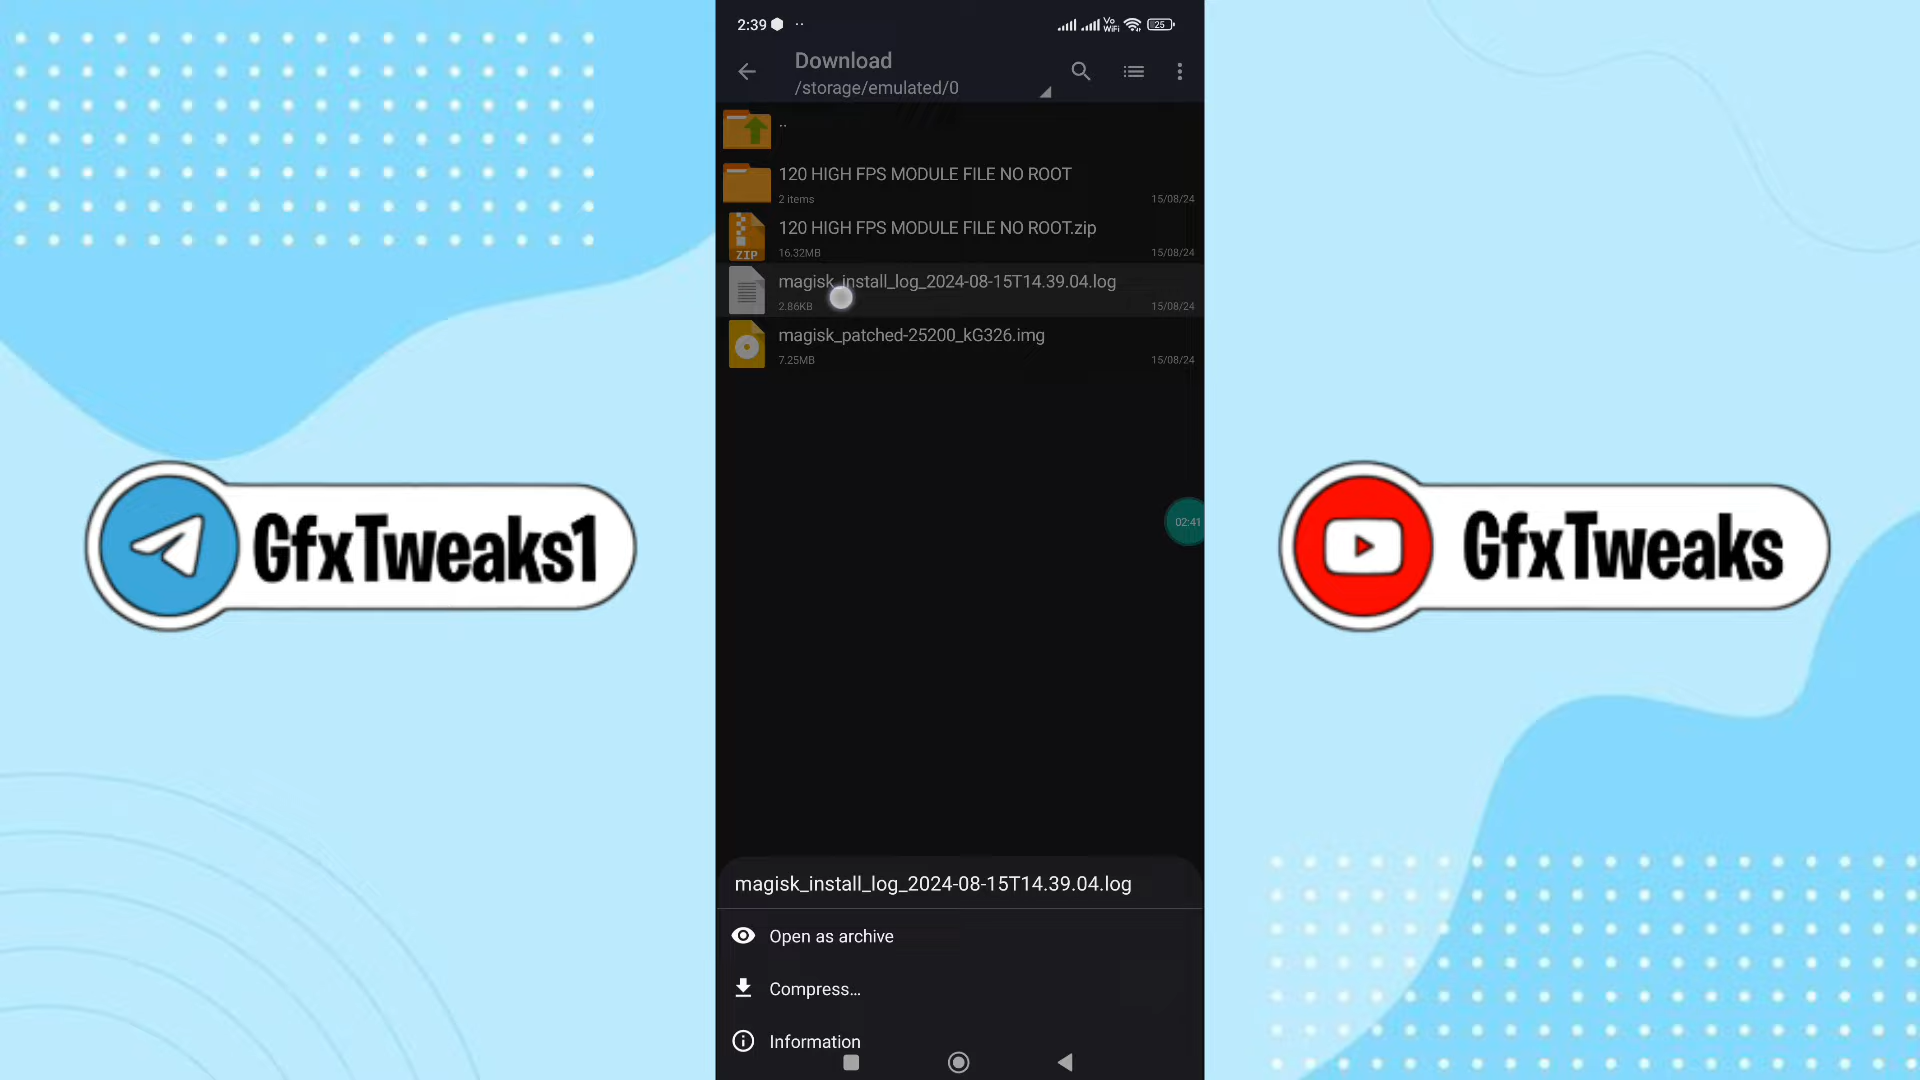 2:39
Vo
WiFi
25
Download
/storage/emulated/0
..
120 HIGH FPS MODULE FILE NO ROOT
2 items
15/08/24
120 HIGH FPS MODULE FILE NO ROOT.zip
ZIP
16.32MB
15/08/24
magisk_install_log_2024-08-15T14.39.04.log
2.86KB
15/08/24
magisk_patched-25200_kG326.img
7.25MB
15/08/24
02:41
GfxTweaks1
GfxTweaks
magisk_install_log_2024-08-15T14.39.04.log
Open as archive
Compress...
Information